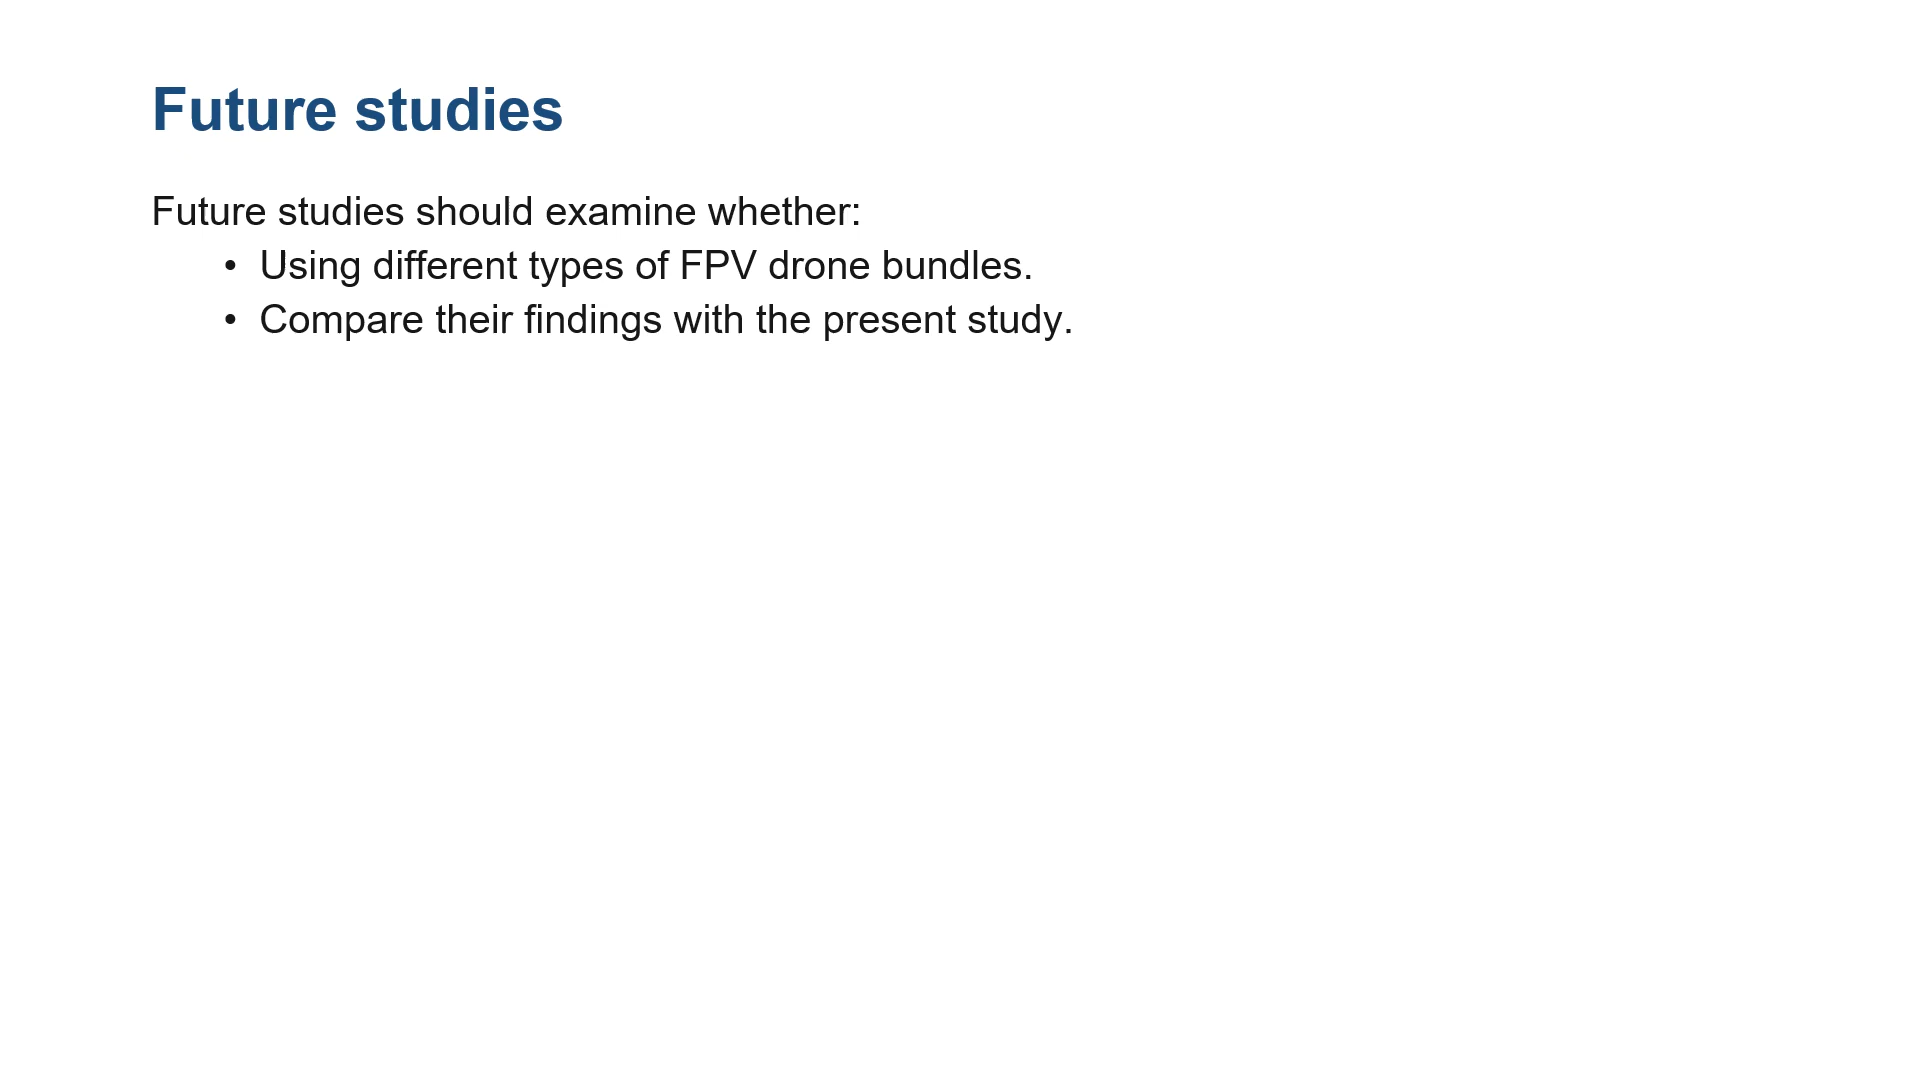 Future studies
Future studies should examine whether:
• Using different types of FPV drone bundles.
• Compare their findings with the present study.